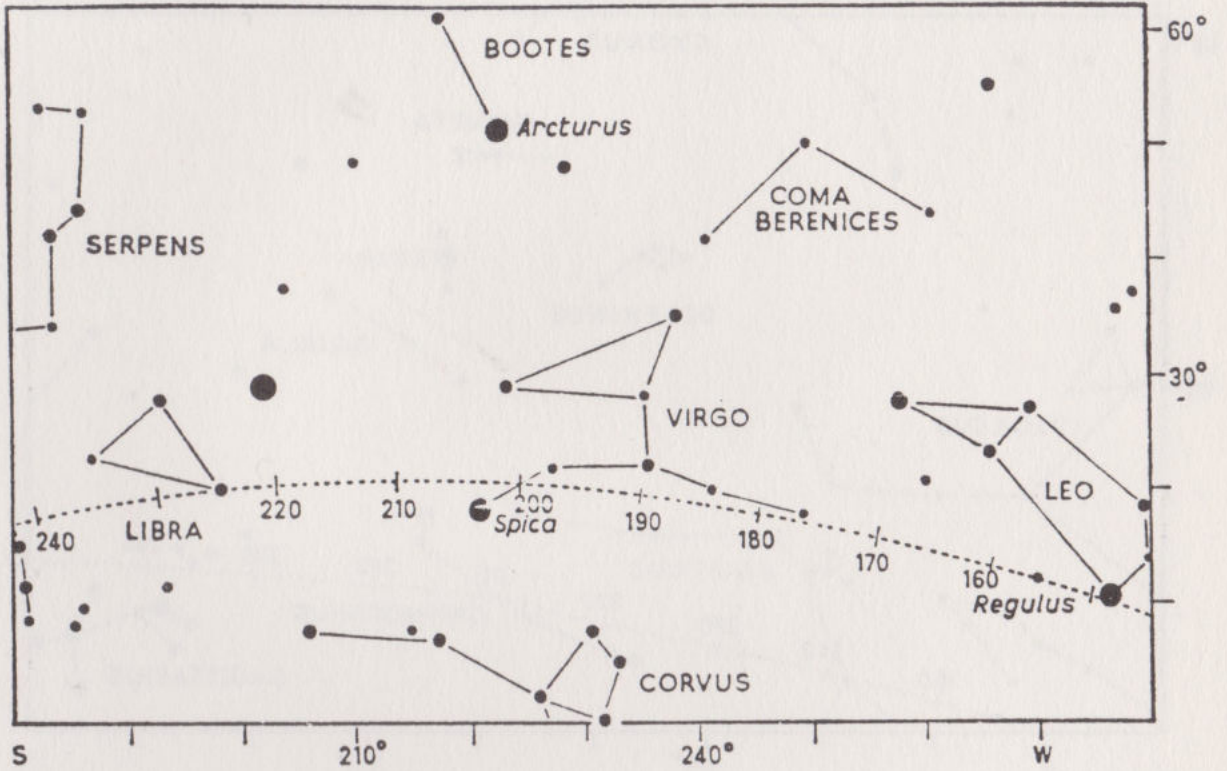 60°
BOOTES
Arcturus
COMA
BERENICES
SERPENS
30°
VIRGO
LEO
LIBRA
240
220
210
200
190
180
170
160
Spica
Regulus
CORVUS
S
210°
240°
W